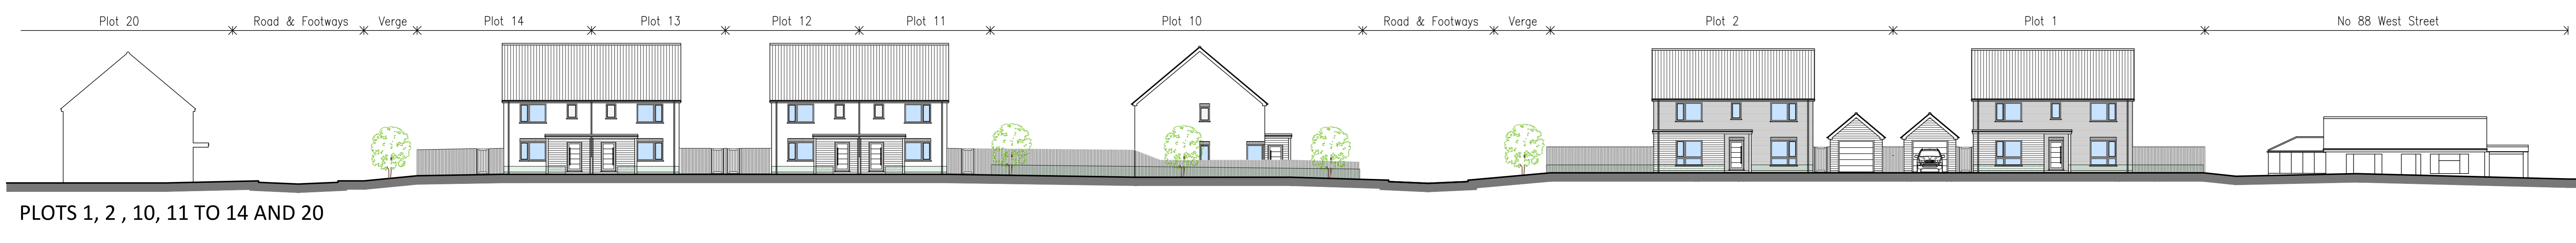 Plot 20 Road & Footways Verge Plot 14 Plot 13 Plot 12 Plot 11 Plot 10 Road & Footways Verge Plot 2 Plot 1 No 88 West Street
PLOTS 1, 2 , 10, 11 TO 14 AND 20